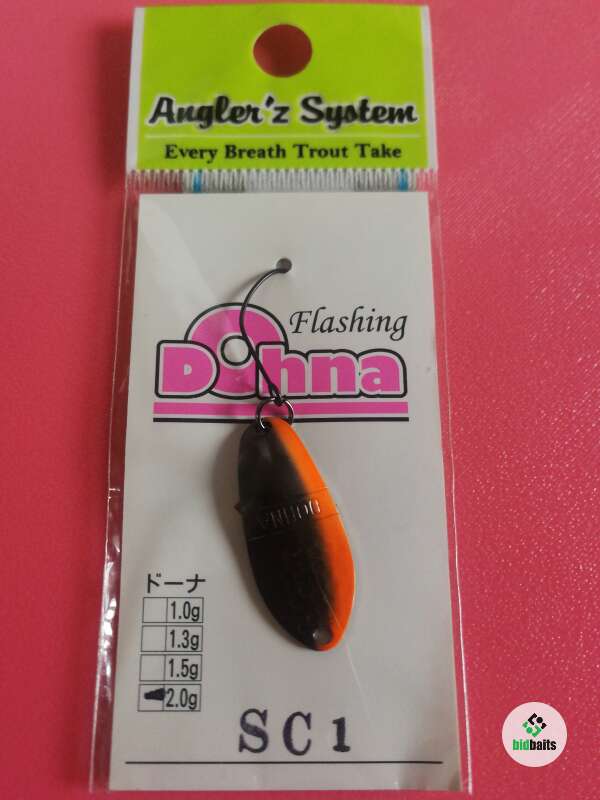 Angler'z System
Every Breath Trout Take
Flashing
Dohna
DOHNA
ドーナ
1.0g
1.3g
1.5g
2.0g
SC1
bidbaits